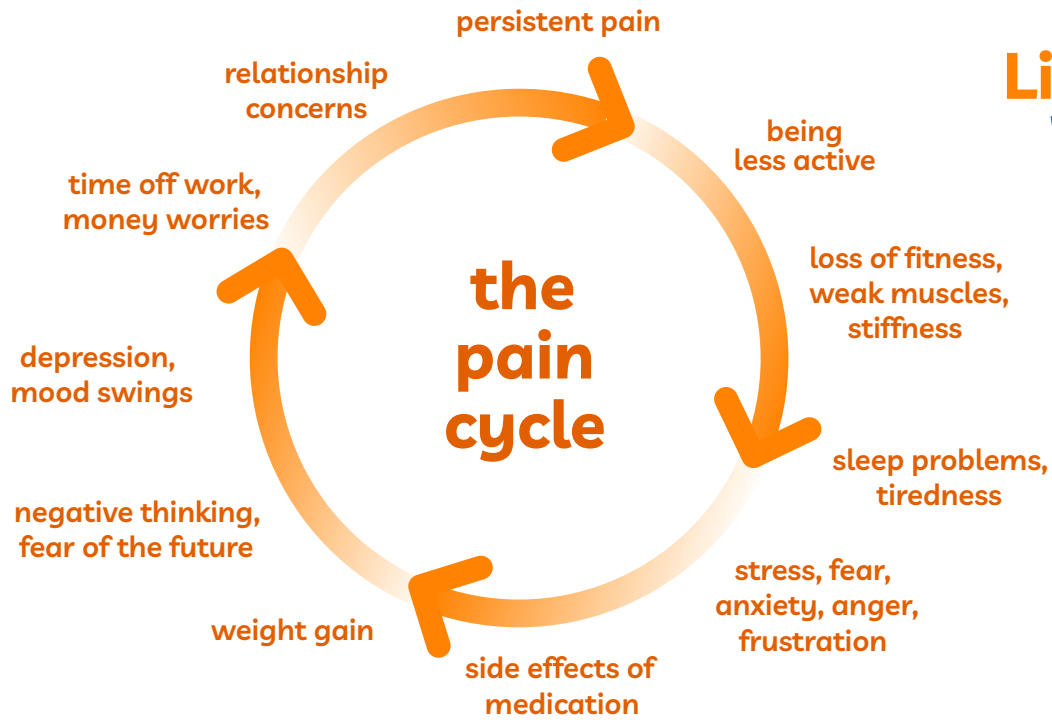 persistent pain
being
less active
loss of fitness,
weak muscles,
stiffness
sleep problems,
tiredness
stress, fear,
anxiety, anger,
frustration
side effects of
medication
weight gain
negative thinking,
fear of the future
depression,
mood swings
time off work,
money worries
relationship
concerns
the
pain
cycle
Li